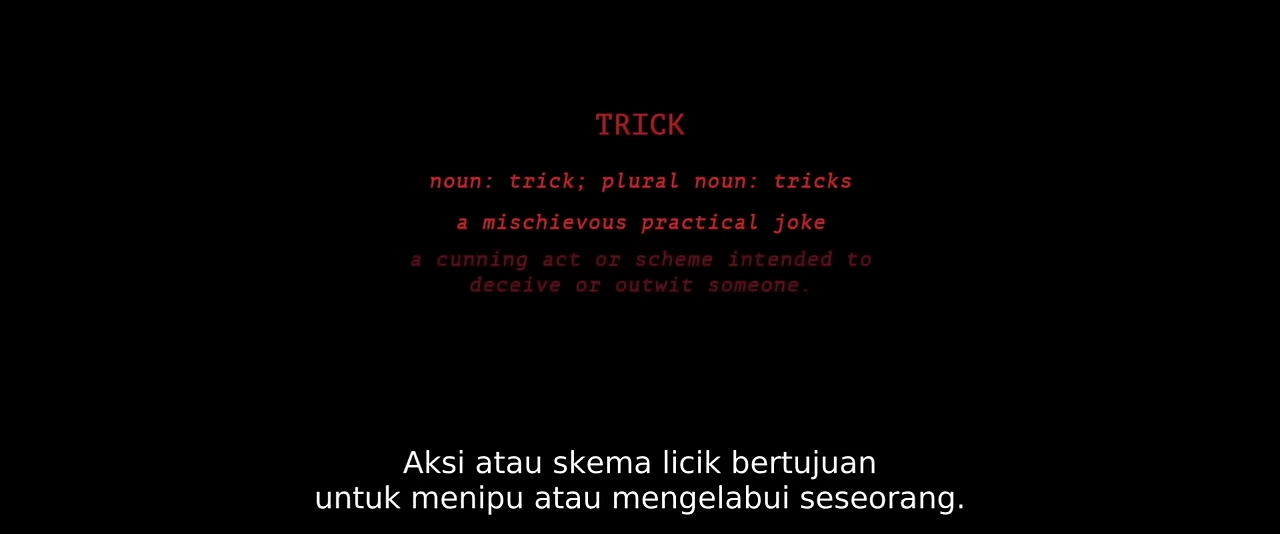 TRICK
noun: trick; plural noun: tricks
a mischievous practical joke
a cunning act or scheme intended to
deceive or outwit someone.
Aksi atau skema licik bertujuan
untuk menipu atau mengelabui seseorang.